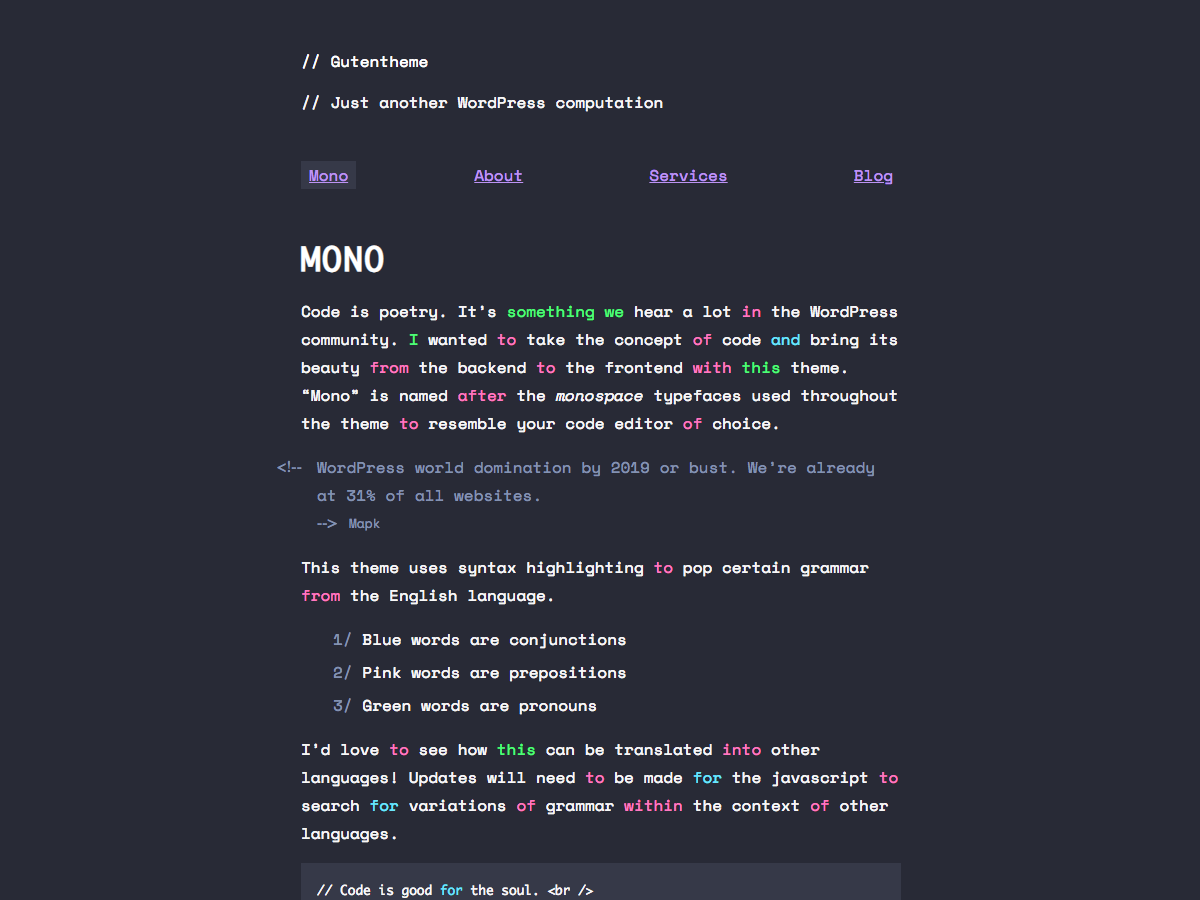 // Gutentheme
// Just another WordPress computation
Mono About Services Blog
MONO
Code is poetry. It's something we hear a lot in the WordPress
community. I wanted to take the concept of code and bring its
beauty from the backend to the frontend with this theme.
“Mono” is named after the monospace typefaces used throughout
the theme to resemble your code editor of choice.
<!-- WordPress world domination by 2019 or bust. We're already
at 31% of all websites.
--> Mapk
This theme uses syntax highlighting to pop certain grammar
from the English language.
1/ Blue words are conjunctions
2/ Pink words are prepositions
3/ Green words are pronouns
I'd love to see how this can be translated into other
languages! Updates will need to be made for the javascript to
search for variations of grammar within the context of other
languages.
// Code is good for the soul. <br />